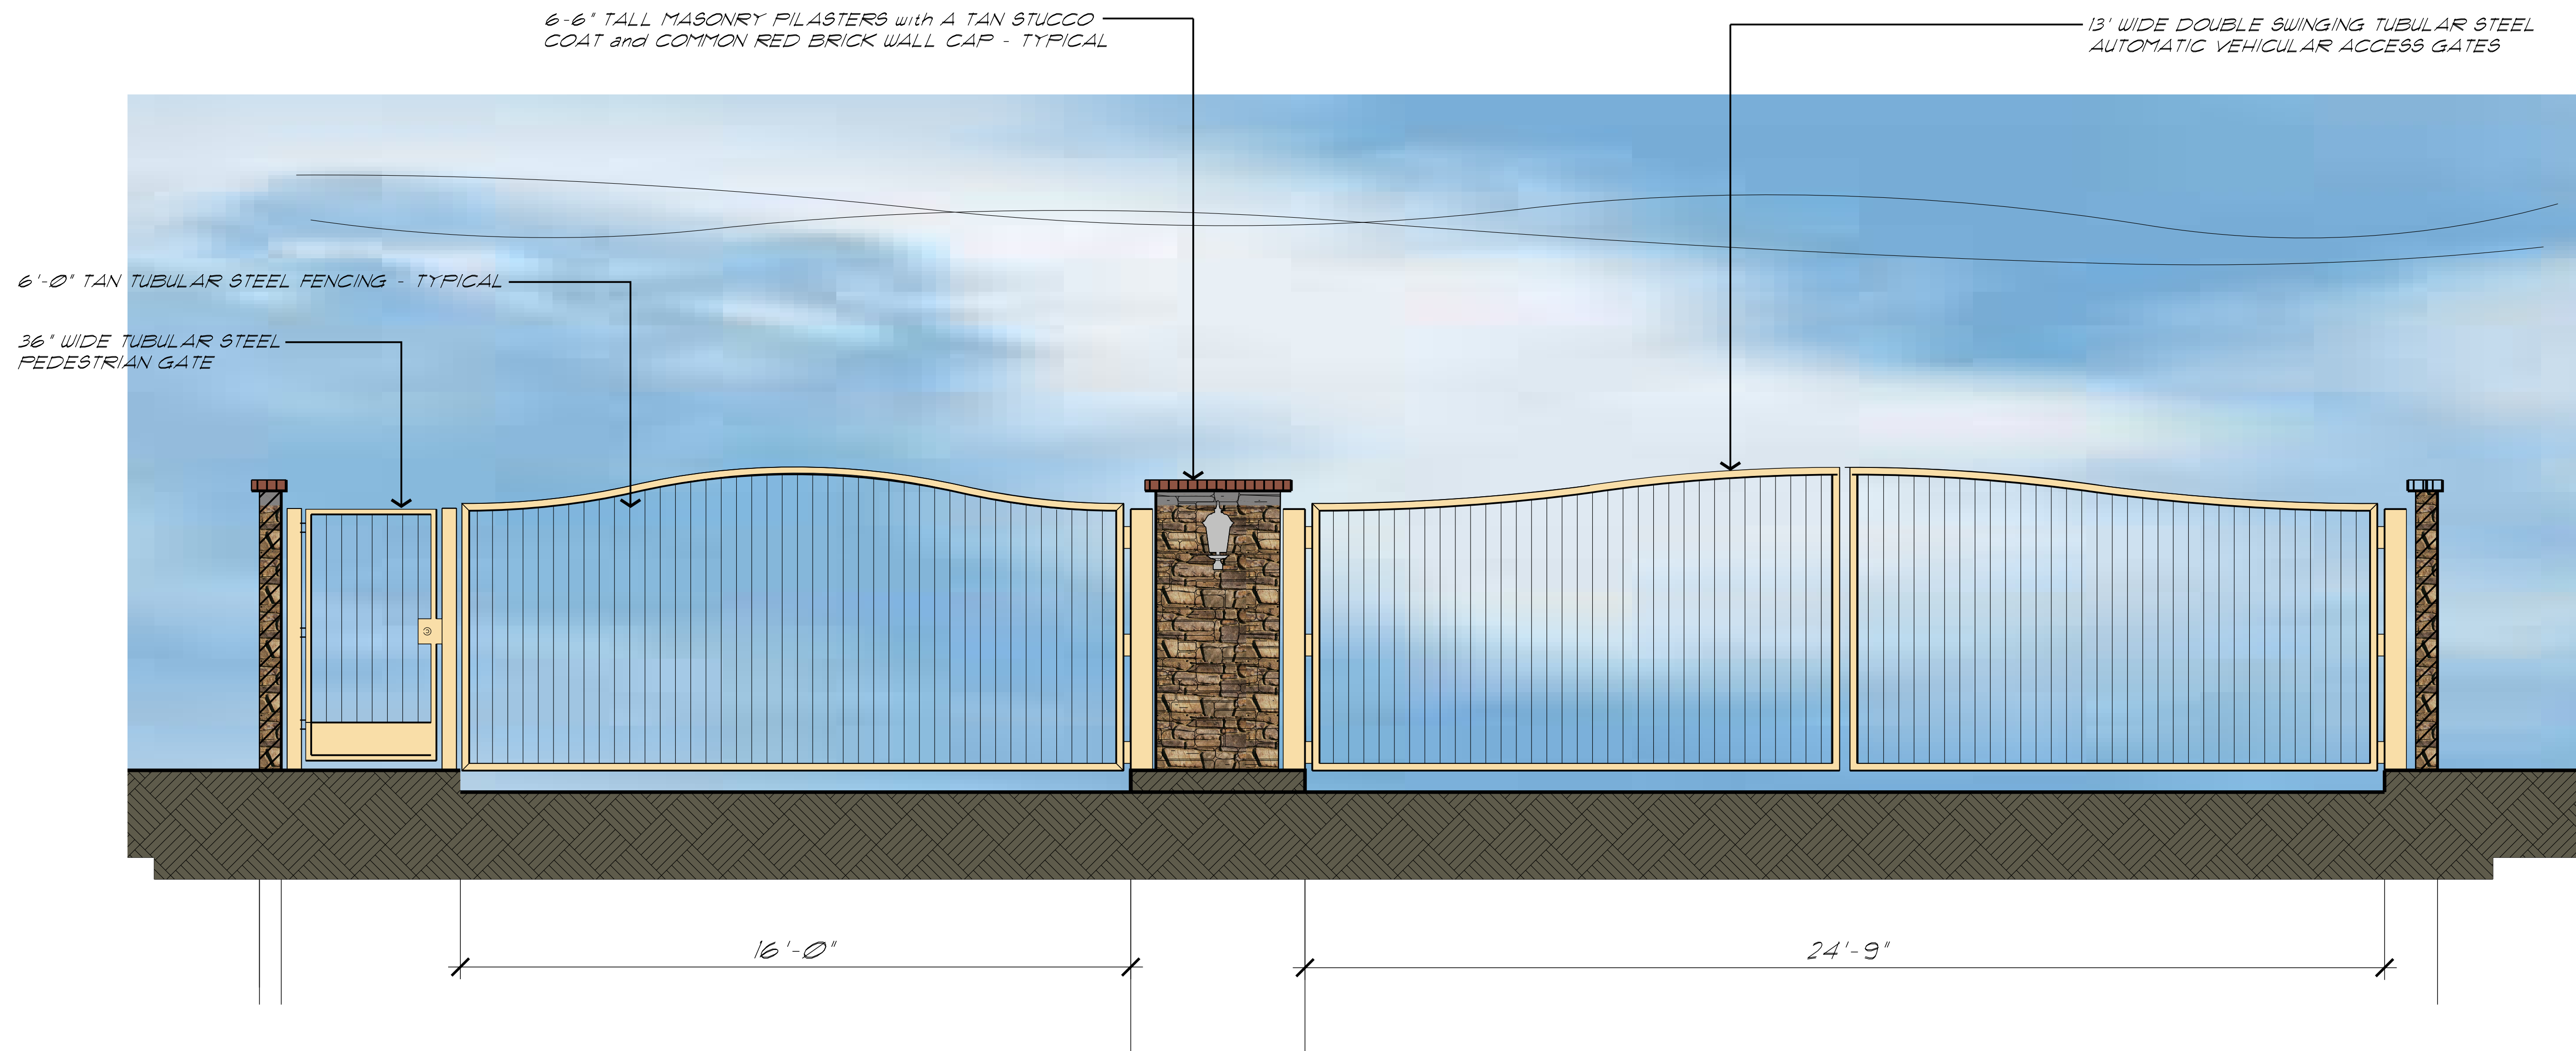 6-6" TALL MASONRY PILASTERS with A TAN STUCCO
COAT and COMMON RED BRICK WALL CAP - TYPICAL
13' WIDE DOUBLE SWINGING TUBULAR STEEL
AUTOMATIC VEHICULAR ACCESS GATES
6'-0" TAN TUBULAR STEEL FENCING - TYPICAL
36" WIDE TUBULAR STEEL
PEDESTRIAN GATE
16'-0"
24'-9"